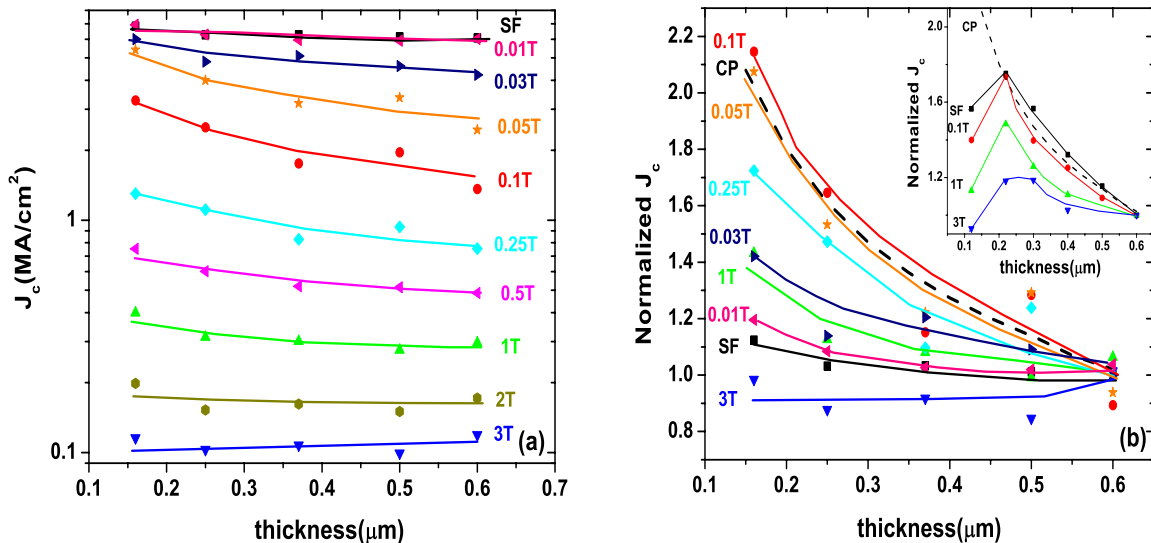 SF
0.01T
0.03T
0.05T
0.1T
0.25T
0.5T
1T
2T
3T
(a)
1
0.1
0.1 0.2 0.3 0.4 0.5 0.6 0.7
thickness(μm)
Jc(MA/cm²)
2.2
2.0
1.8
1.6
1.4
1.2
1.0
0.8
0.1 0.2 0.3 0.4 0.5 0.6
thickness(μm)
Normalized Jc
0.1T
CP
0.05T
0.25T
0.03T
1T
0.01T
SF
3T
(b)
CP
2.0
1.6
1.2
SF
0.1T
1T
3T
0.1 0.2 0.3 0.4 0.5 0.6
thickness(μm)
Normalized Jc